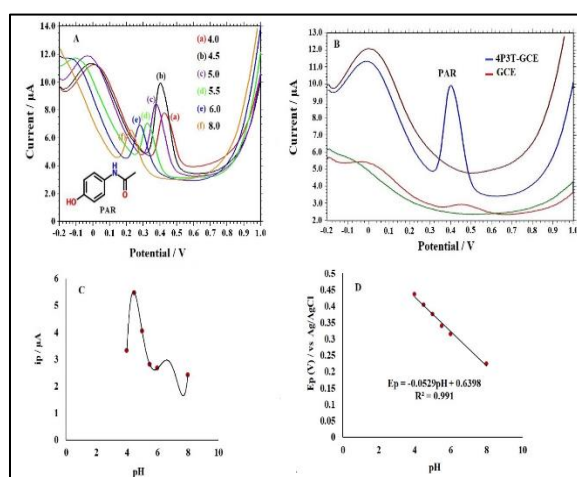 A
(a) 4.0
(b) 4.5
(c) 5.0
(d) 5.5
(e) 6.0
(f) 8.0
(b)
(c)
(a)
(d)
(e)
(f)
14.0
12.0
10.0
8.0
6.0
4.0
2.0
Current / µA
H
N
O
HO
PAR
-0.2 -0.1 0 0.1 0.2 0.3 0.4 0.5 0.6 0.7 0.8 0.9 1.0
Potential / V
B
4P3T-GCE
GCE
PAR
13.0
12.0
11.0
10.0
9.0
8.0
7.0
6.0
5.0
4.0
3.0
2.0
Current / µA
-0.2 -0.1 0 0.1 0.2 0.3 0.4 0.5 0.6 0.7 0.8 0.9 1.0
Potential / V
C
6
5
4
3
2
1
0
ip / µA
0 2 4 6 8 10
pH
D
0.5
0.45
0.4
0.35
0.3
0.25
0.2
0.15
0.1
0.05
0
Ep (V) / vs Ag/AgCl
Ep = -0.0529pH + 0.6398
R² = 0.991
0 2 4 6 8 10
pH